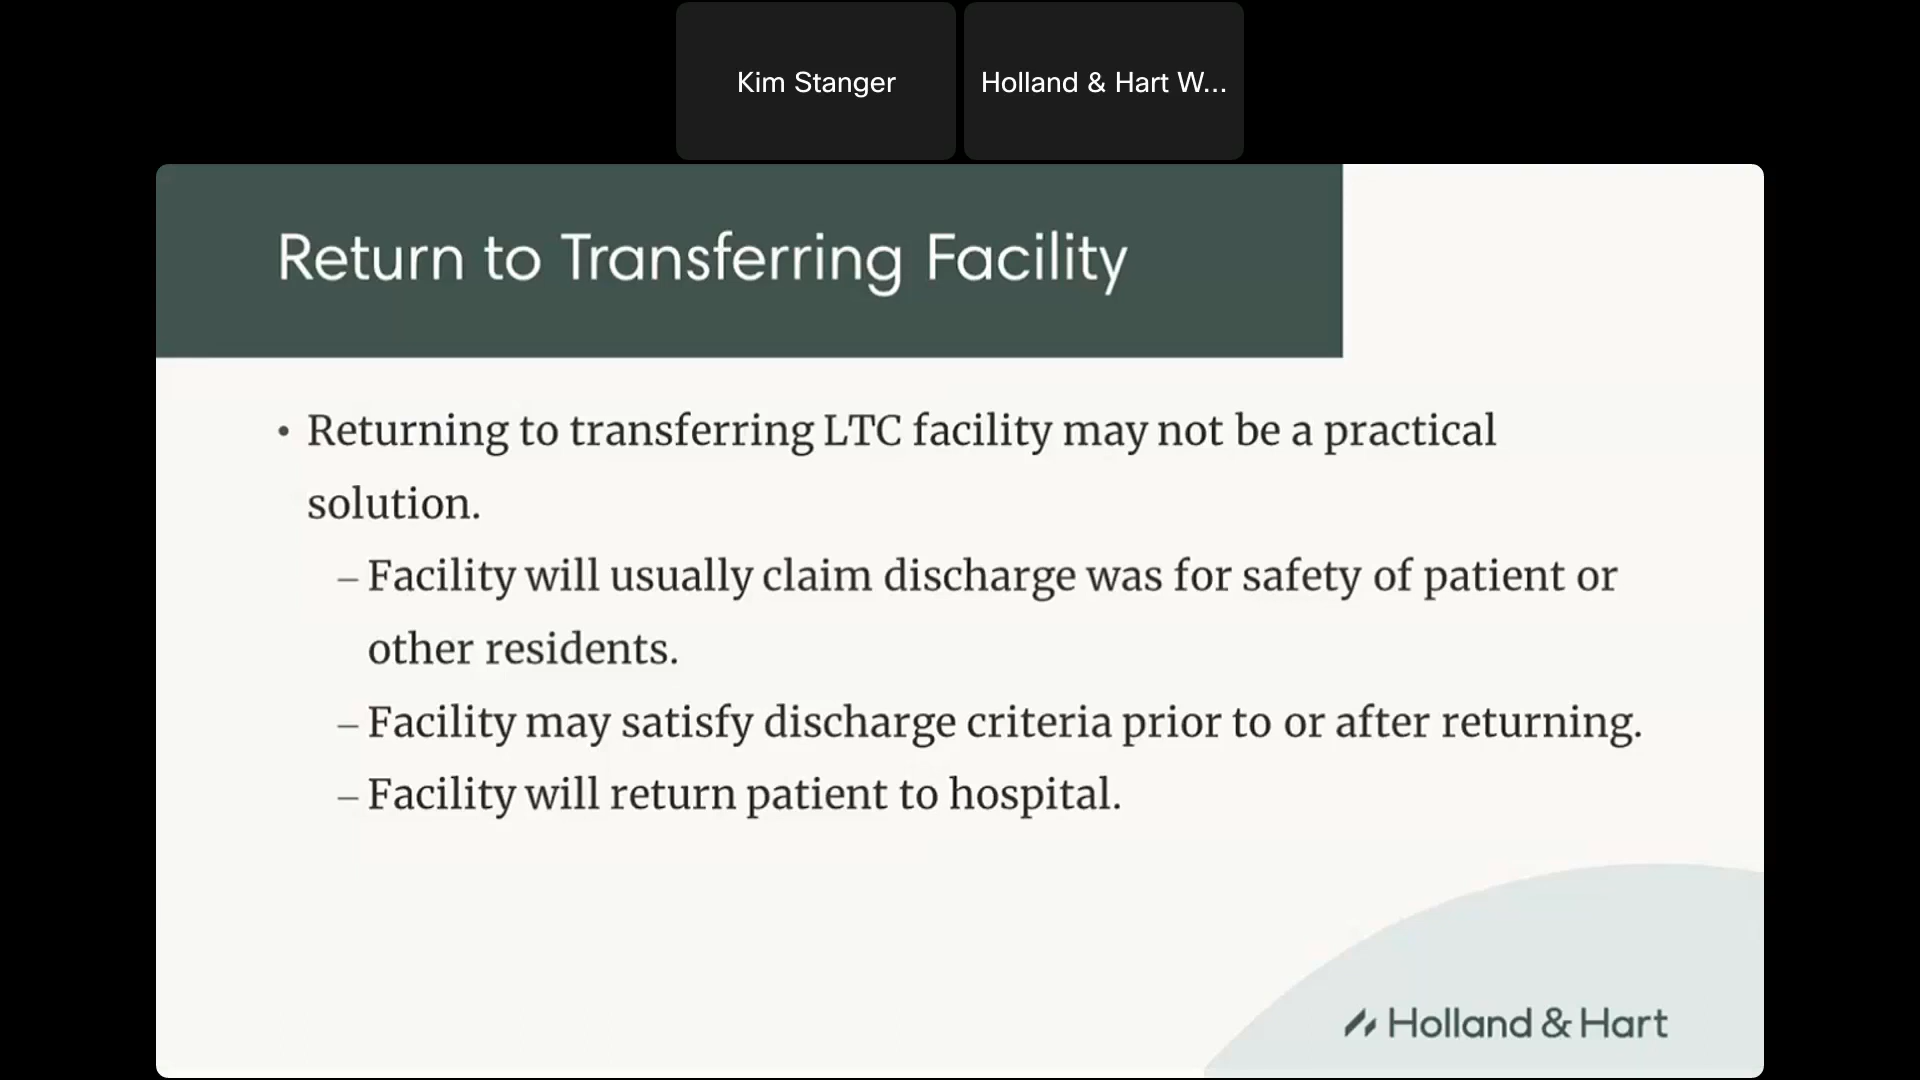 Kim Stanger
Holland & Hart W...
Return to Transferring Facility
• Returning to transferring LTC facility may not be a practical
solution.
– Facility will usually claim discharge was for safety of patient or
other residents.
– Facility may satisfy discharge criteria prior to or after returning.
– Facility will return patient to hospital.
Holland & Hart